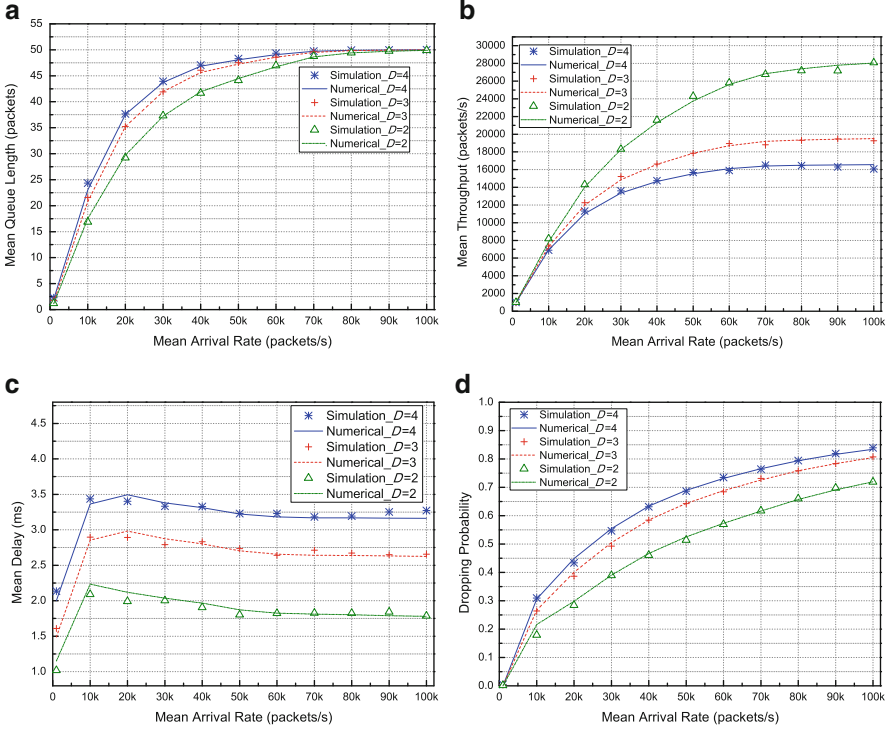 a
Mean Queue Length (packets)
55
50
45
40
35
30
25
20
15
10
5
0
Simulation_D=4
Numerical_D=4
Simulation_D=3
Numerical_D=3
Simulation_D=2
Numerical_D=2
0 10k 20k 30k 40k 50k 60k 70k 80k 90k 100k
Mean Arrival Rate (packets/s)
b
Mean Throughput (packets/s)
30000
28000
26000
24000
22000
20000
18000
16000
14000
12000
10000
8000
6000
4000
2000
0
Simulation_D=4
Numerical_D=4
Simulation_D=3
Numerical_D=3
Simulation_D=2
Numerical_D=2
0 10k 20k 30k 40k 50k 60k 70k 80k 90k 100k
Mean Arrival Rate (packets/s)
c
Mean Delay (ms)
4.5
4.0
3.5
3.0
2.5
2.0
1.5
1.0
Simulation_D=4
Numerical_D=4
Simulation_D=3
Numerical_D=3
Simulation_D=2
Numerical_D=2
0 10k 20k 30k 40k 50k 60k 70k 80k 90k 100k
Mean Arrival Rate (packets/s)
d
Dropping Probability
1.0
0.9
0.8
0.7
0.6
0.5
0.4
0.3
0.2
0.1
0.0
Simulation_D=4
Numerical_D=4
Simulation_D=3
Numerical_D=3
Simulation_D=2
Numerical_D=2
0 10k 20k 30k 40k 50k 60k 70k 80k 90k 100k
Mean Arrival Rate (packets/s)